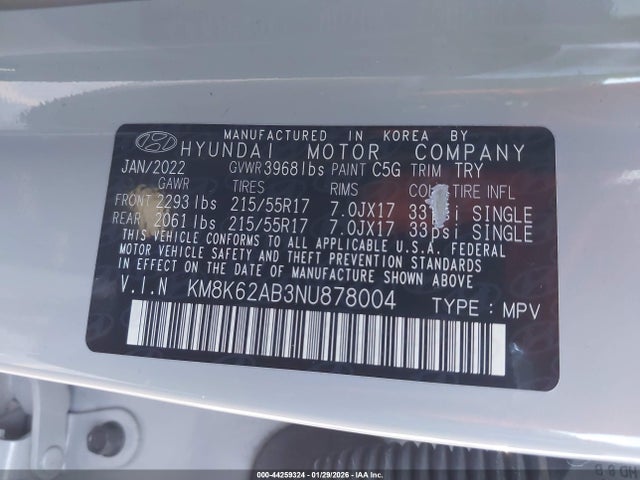 MANUFACTURED IN KOREA BY
HYUNDAI MOTOR COMPANY
JAN/2022 GVWR 3968lbs PAINT C5G TRIM TRY
GAWR TIRES RIMS TIRE INFL
FRONT 2293 lbs 215/55R17 7.0JX17 SINGLE
REAR 2061 lbs 215/55R17 7.0JX17 33psi SINGLE
THIS VEHICLE CONFORMS TO ALL APPLICABLE U.S.A. FEDERAL
MOTOR VEHICLE SAFETY, BUMPER, AND THEFT PREVENTION STANDARDS
IN EFFECT ON THE DATE OF MANUFACTURE SHOWN ABOVE
V.I.N KM8K62AB3NU878004 TYPE : MPV
000-44259324 | 01/29/2026 - IAA Inc.